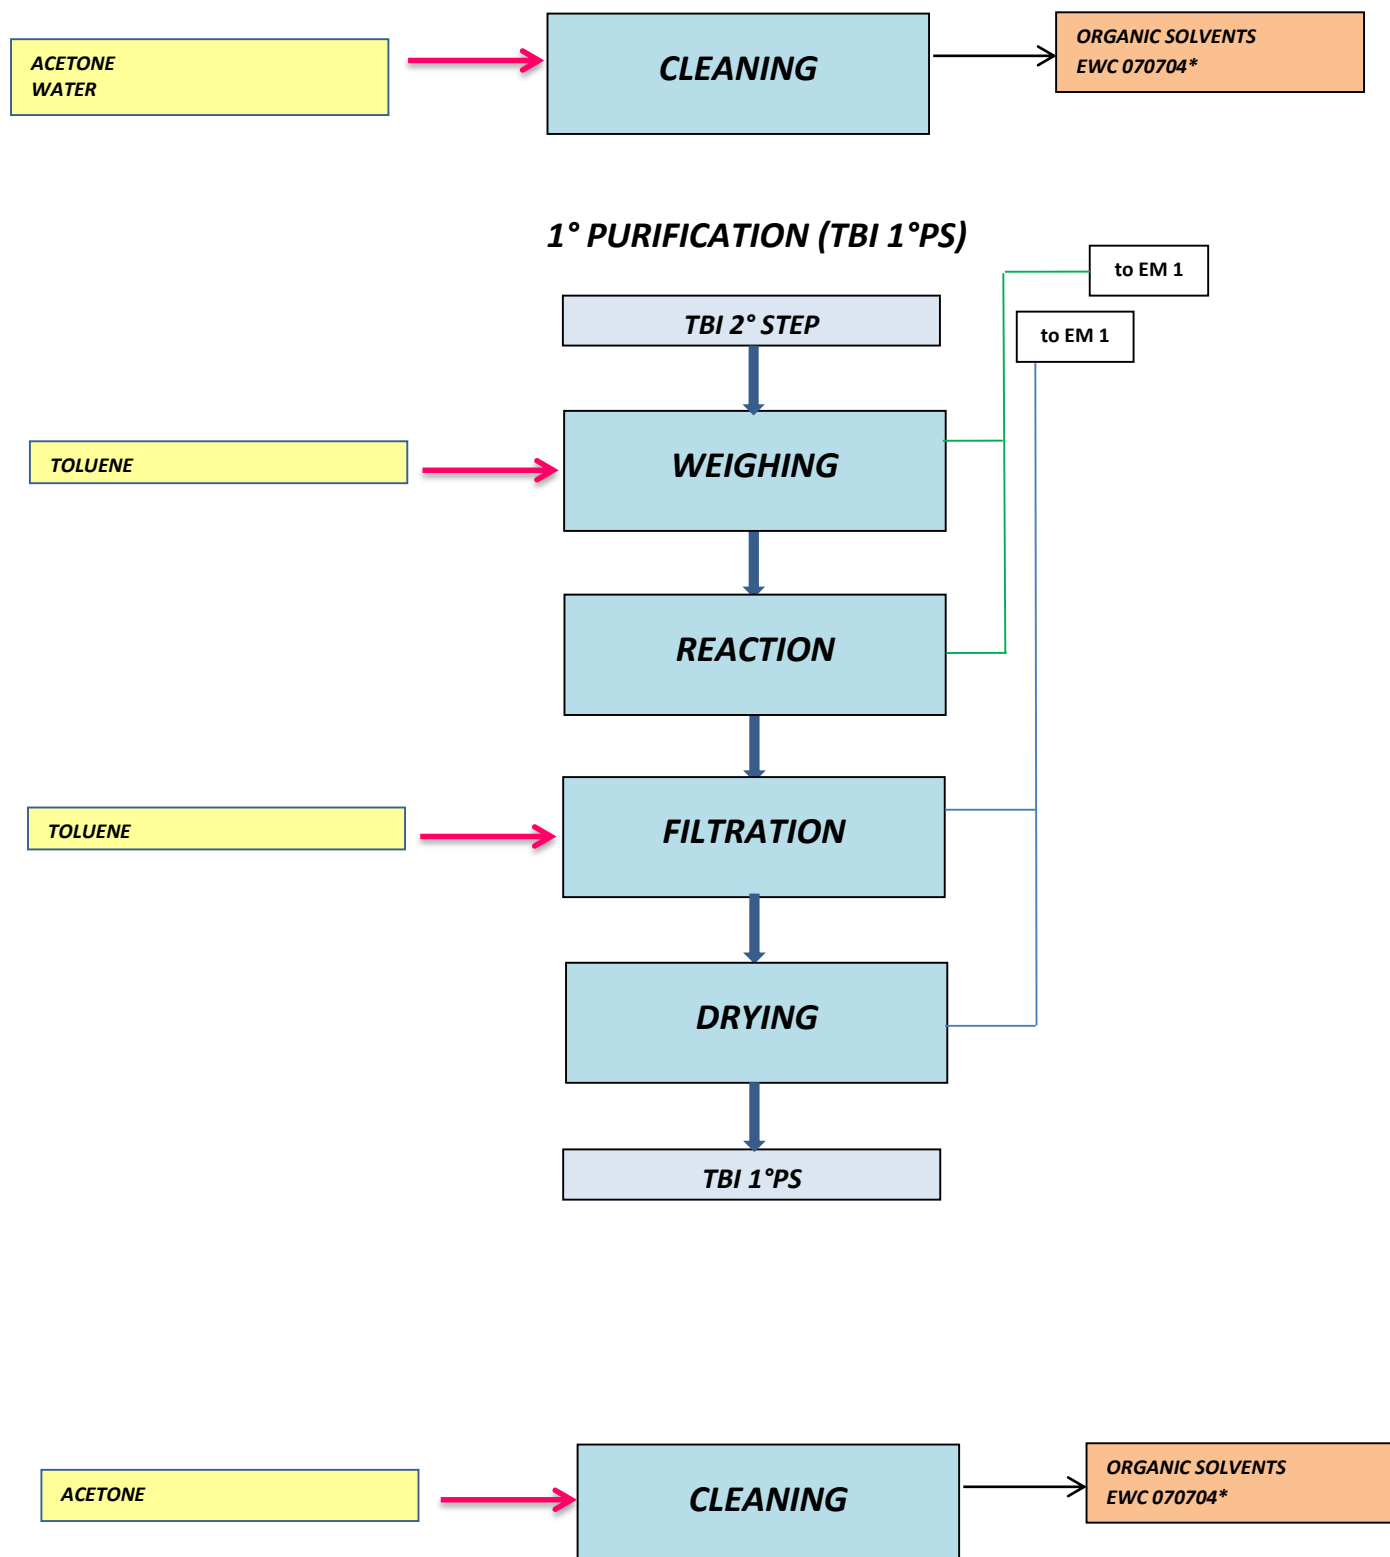 ACETONE
WATER
CLEANING
ORGANIC SOLVENTS
EWC 070704*
1° PURIFICATION (TBI 1°PS)
to EM 1
TBI 2° STEP
to EM 1
TOLUENE
WEIGHING
REACTION
TOLUENE
FILTRATION
DRYING
TBI 1°PS
ACETONE
CLEANING
ORGANIC SOLVENTS
EWC 070704*